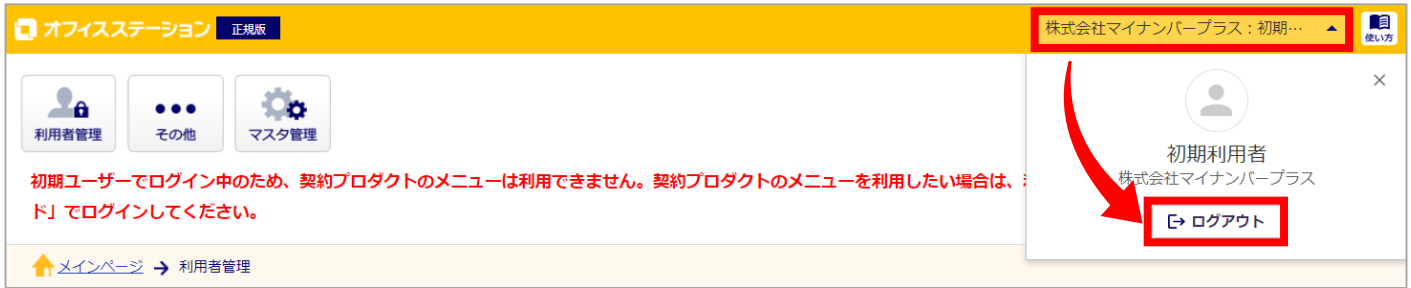 オフィスステーション 正規版
株式会社マイナンバープラス：初期…
使い方
利用者管理
その他
マスタ管理
初期利用者
株式会社マイナンバープラス
ログアウト
初期ユーザーでログイン中のため、契約プロダクトのメニューは利用できません。契約プロダクトのメニューを利用したい場合は、
ド」でログインしてください。
メインページ → 利用者管理